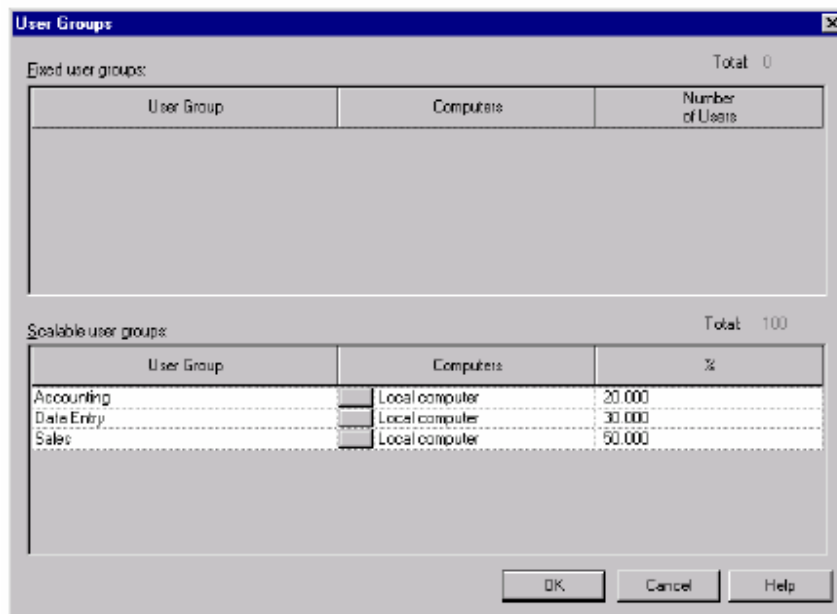 User Groups
Fixed user groups:
Total: 0
User Group Computers Number of Users
Scalable user groups:
Total: 100
User Group Computers %
Accounting Local computer 20.000
Data Entry Local computer 30.000
Sales Local computer 50.000
OK Cancel Help